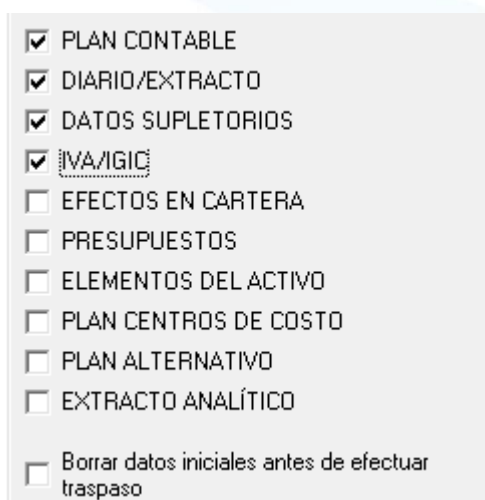 PLAN CONTABLE
DIARIO/EXTRACTO
DATOS SUPLETORIOS
IVA/IGIC
EFECTOS EN CARTERA
PRESUPUESTOS
ELEMENTOS DEL ACTIVO
PLAN CENTROS DE COSTO
PLAN ALTERNATIVO
EXTRACTO ANALÍTICO
Borrar datos iniciales antes de efectuar
traspaso